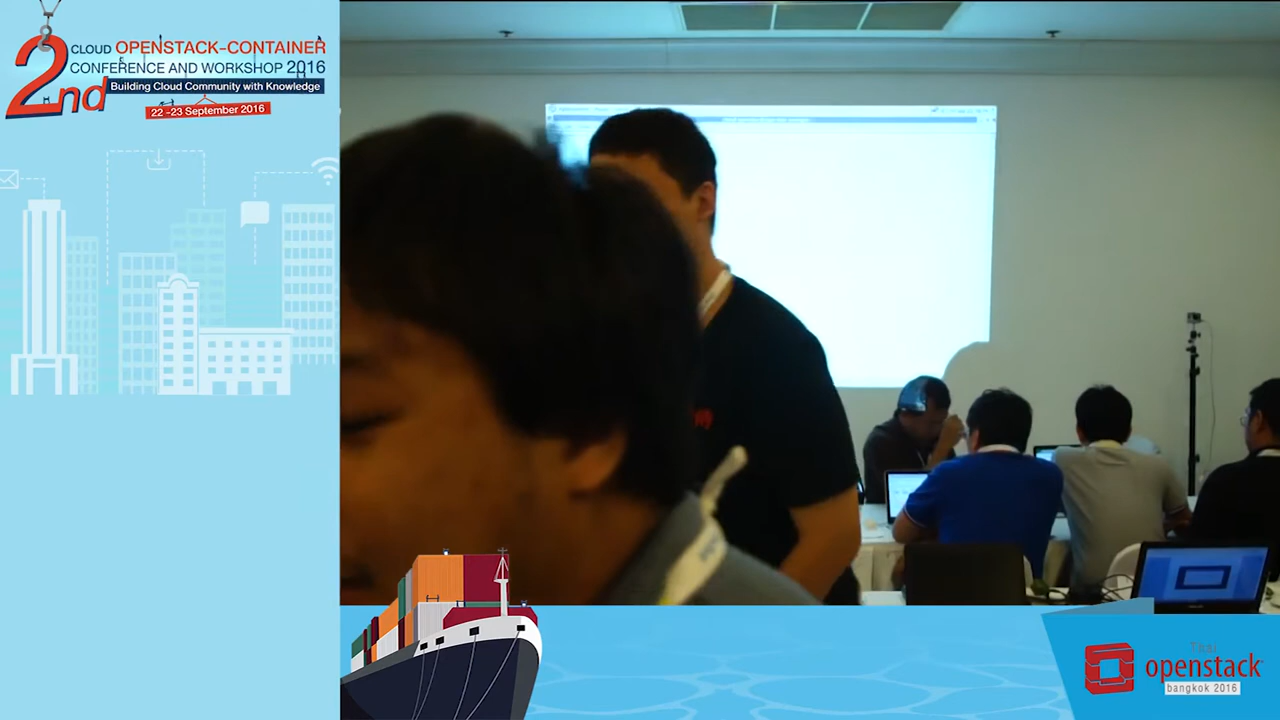 2nd
CLOUD OPENSTACK-CONTAINER
CONFERENCE AND WORKSHOP 2016
Building Cloud Community with Knowledge
22 -23 September 2016
Thai
openstack
bangkok 2016